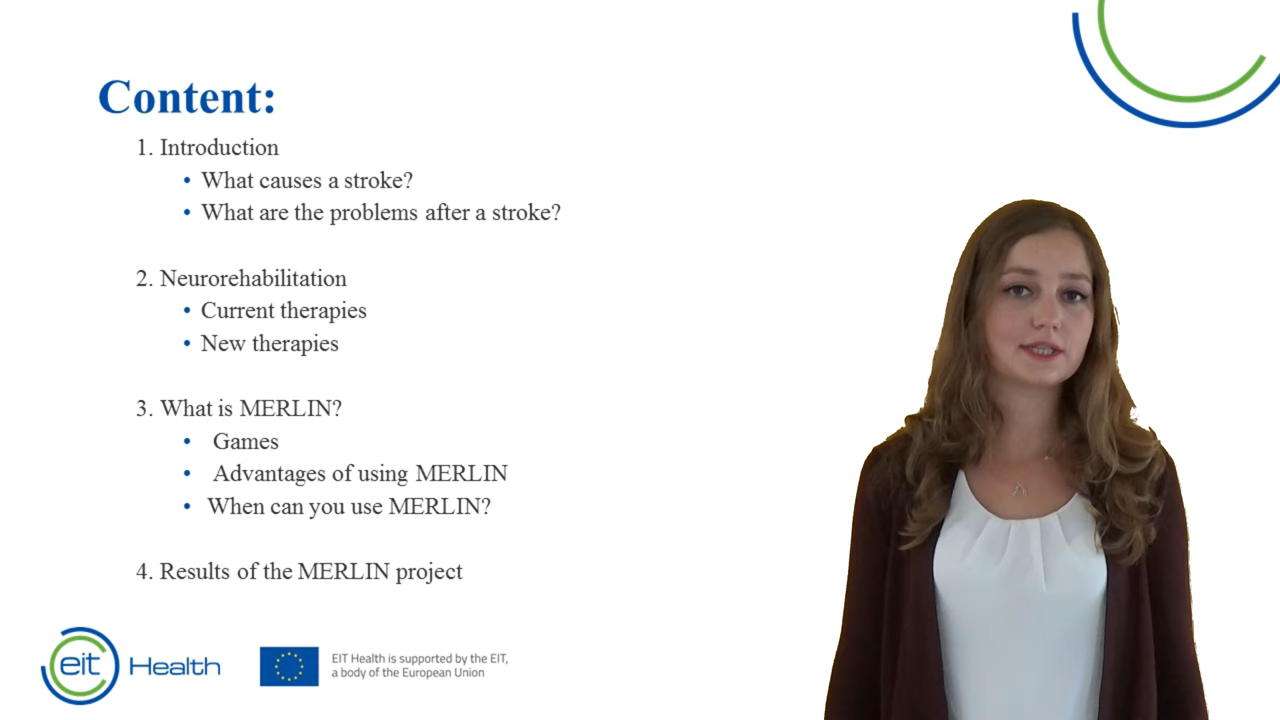 Content:
1. Introduction
• What causes a stroke?
• What are the problems after a stroke?
2. Neurorehabilitation
• Current therapies
• New therapies
3. What is MERLIN?
• Games
• Advantages of using MERLIN
• When can you use MERLIN?
4. Results of the MERLIN project
eit Health
EIT Health is supported by the EIT,
a body of the European Union